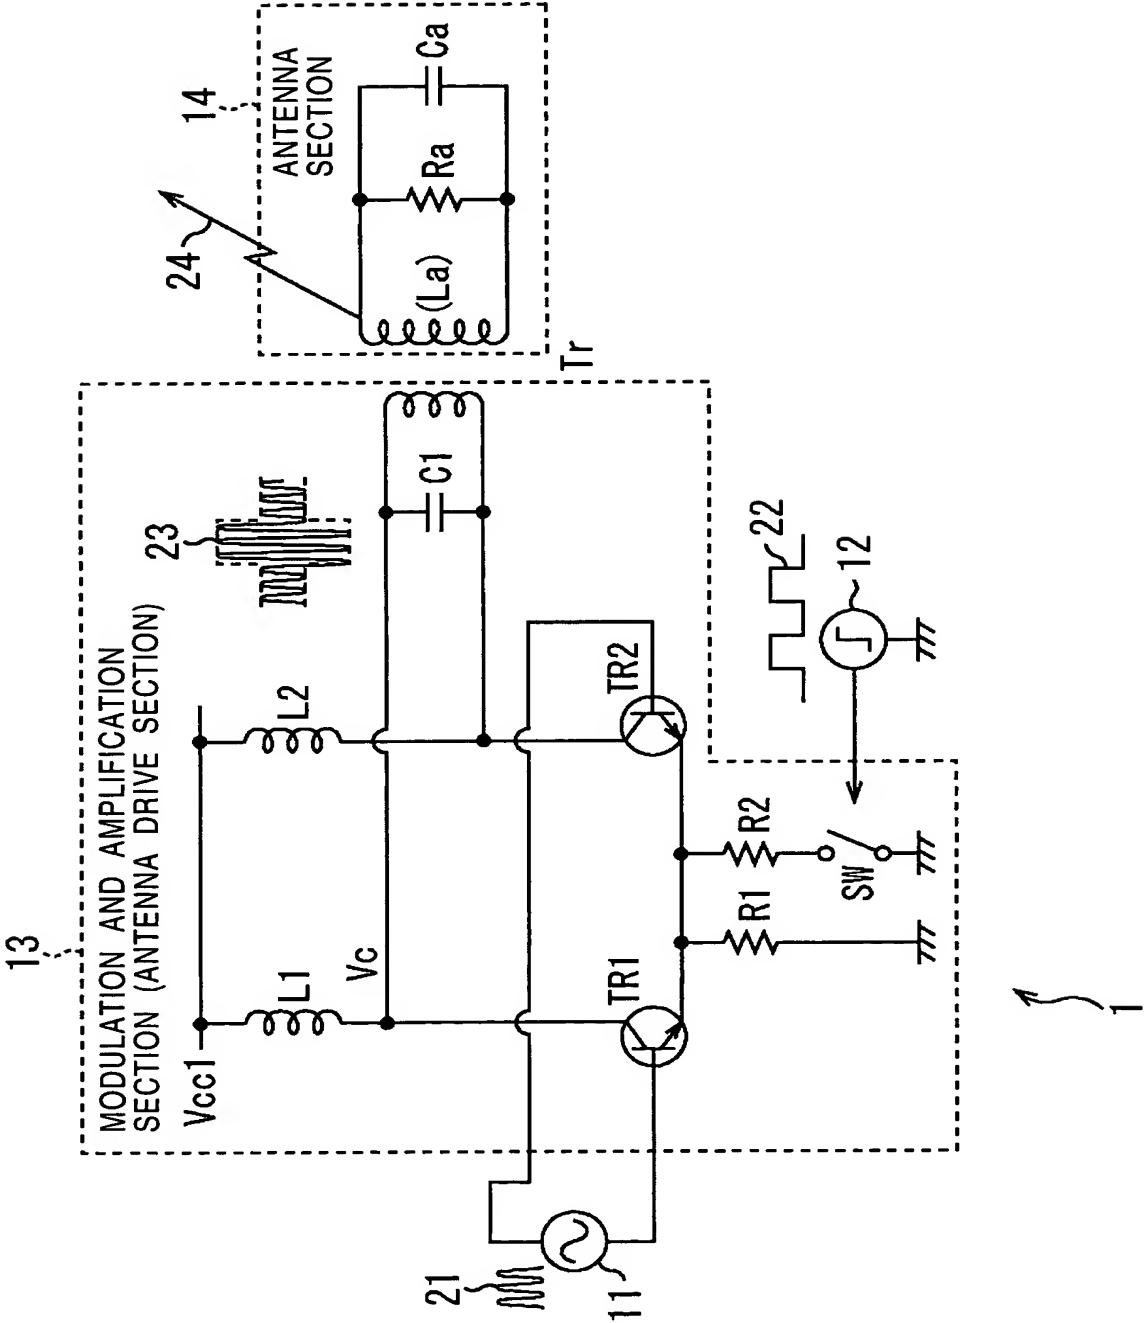 13
MODULATION AND AMPLIFICATION
SECTION (ANTENNA DRIVE SECTION)
Vcc1
L1
L2
Vc
23
C1
Tr
14
ANTENNA
SECTION
24
(La)
Ra
Ca
21
11
TR1
TR2
R1
R2
SW
22
12
1